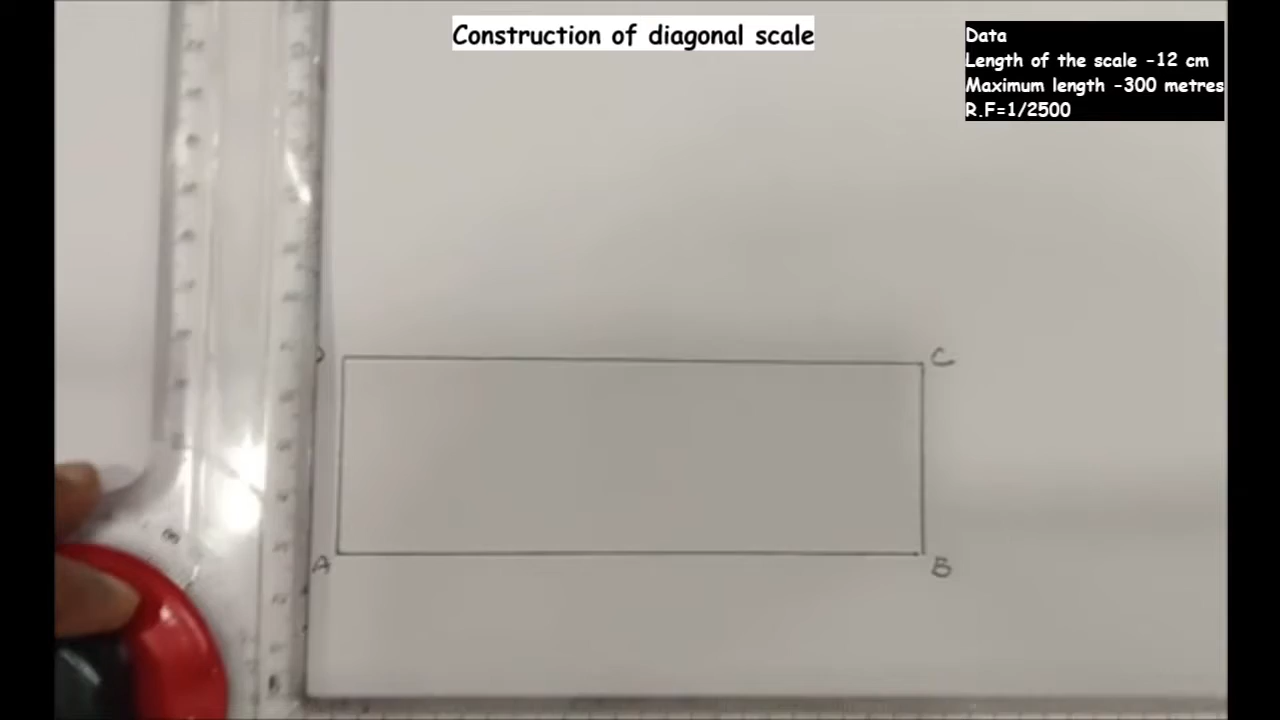 Construction of diagonal scale
Data
Length of the scale -12 cm
Maximum length -300 metres
R.F=1/2500
C
A
B